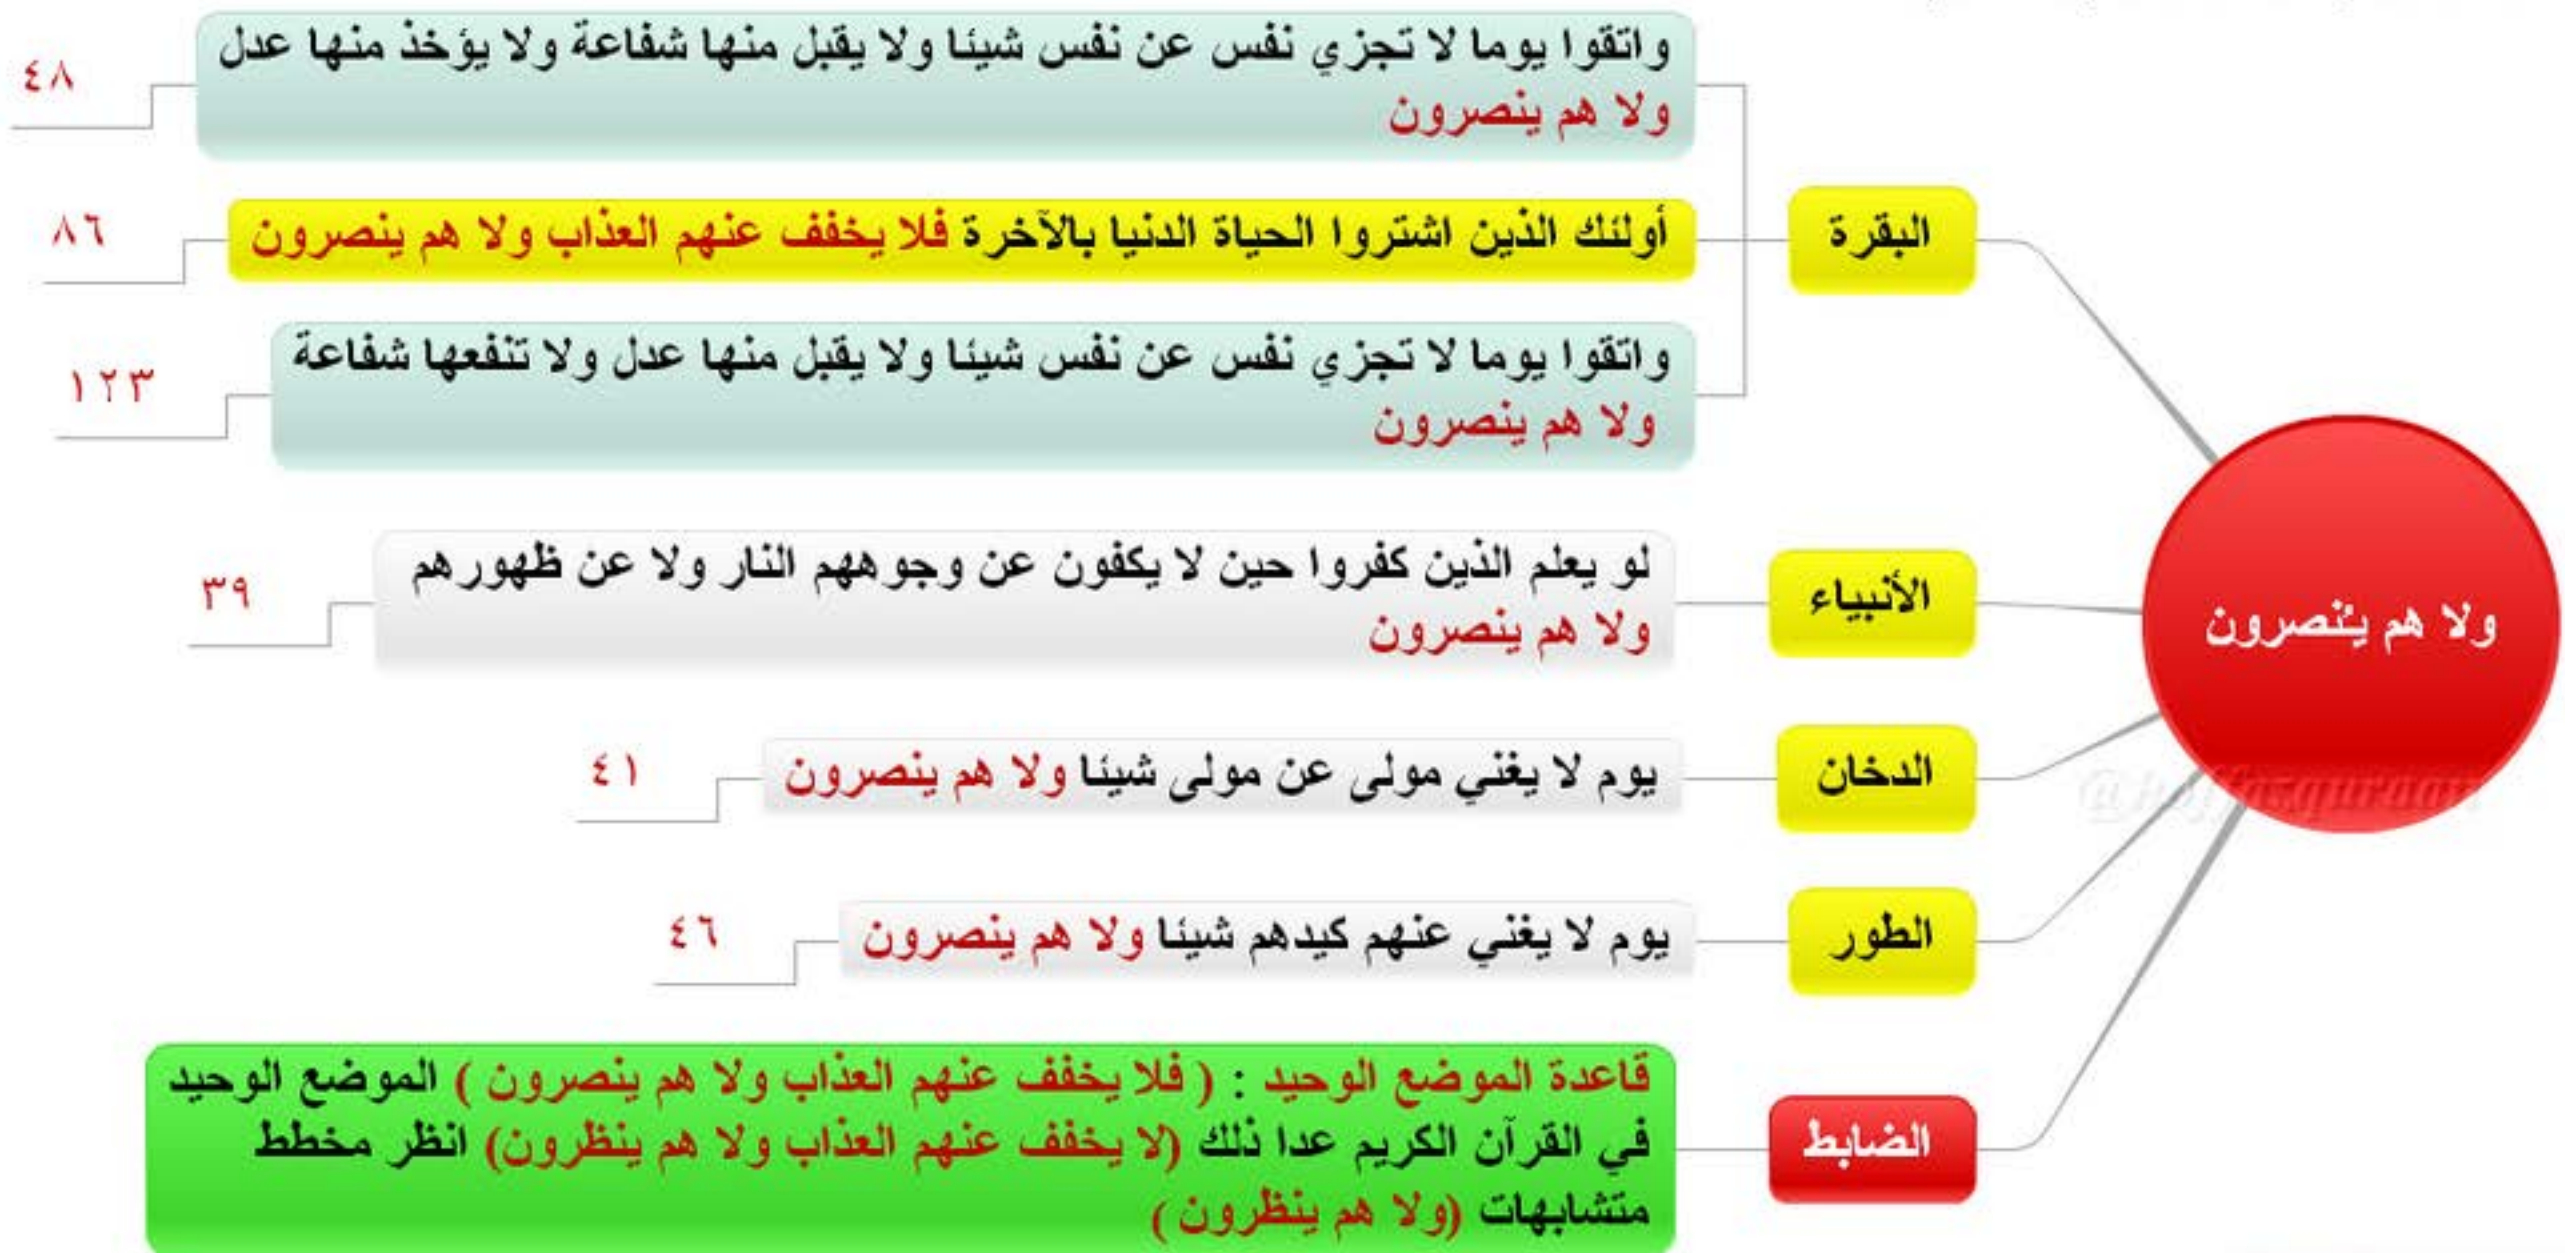 ولا هم ينصرون
البقرة
واتقوا يوما لا تجزي نفس عن نفس شيئا ولا يقبل منها شفاعة ولا يؤخذ منها عدل
ولا هم ينصرون
٤٨
أولئك الذين اشتروا الحياة الدنيا بالآخرة فلا يخفف عنهم العذاب ولا هم ينصرون
٨٦
واتقوا يوما لا تجزي نفس عن نفس شيئا ولا يقبل منها عدل ولا تنفعها شفاعة
ولا هم ينصرون
١٢٣
الأنبياء
لو يعلم الذين كفروا حين لا يكفون عن وجوههم النار ولا عن ظهورهم
ولا هم ينصرون
٣٩
الدخان
يوم لا يغني مولى عن مولى شيئا ولا هم ينصرون
٤١
الطور
يوم لا يغني عنهم كيدهم شيئا ولا هم ينصرون
٤٦
الضابط
قاعدة الموضع الوحيد : ( فلا يخفف عنهم العذاب ولا هم ينصرون ) الموضع الوحيد
في القرآن الكريم عدا ذلك (لا يخفف عنهم العذاب ولا هم ينظرون) انظر مخطط
متشابهات (ولا هم ينظرون )